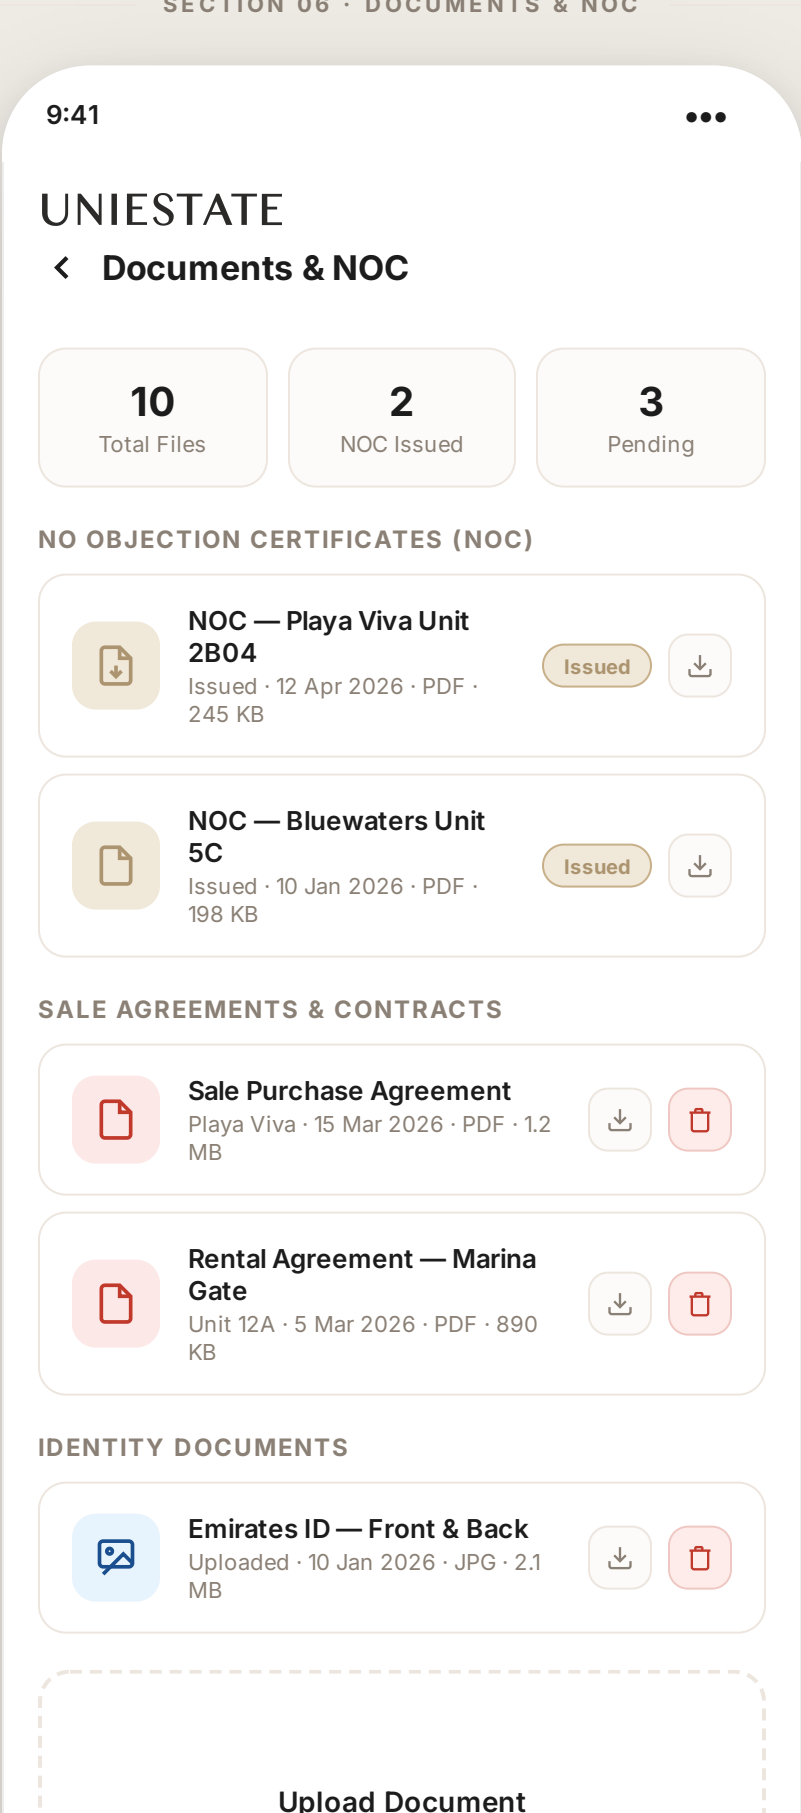 SECTION 06 · DOCUMENTS & NOC
9:41
UNIESTATE
Documents & NOC
10
Total Files
2
NOC Issued
3
Pending
NO OBJECTION CERTIFICATES (NOC)
NOC — Playa Viva Unit
2B04
Issued · 12 Apr 2026 · PDF ·
245 KB
Issued
NOC — Bluewaters Unit
5C
Issued · 10 Jan 2026 · PDF ·
198 KB
Issued
SALE AGREEMENTS & CONTRACTS
Sale Purchase Agreement
Playa Viva · 15 Mar 2026 · PDF · 1.2
MB
Rental Agreement — Marina
Gate
Unit 12A · 5 Mar 2026 · PDF · 890
KB
IDENTITY DOCUMENTS
Emirates ID — Front & Back
Uploaded · 10 Jan 2026 · JPG · 2.1
MB
Upload Document